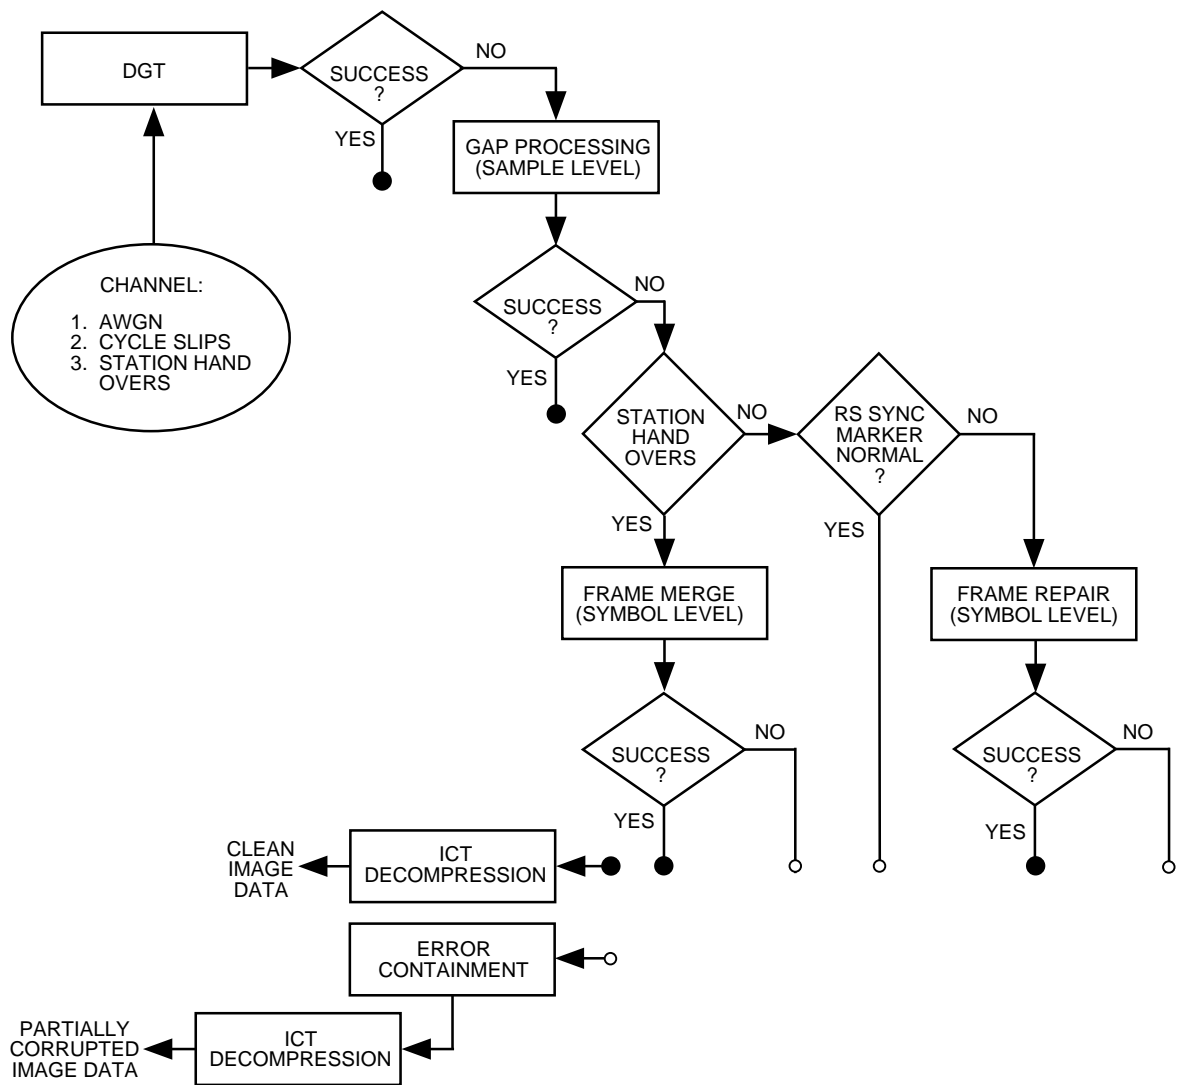 DGT
SUCCESS
?
NO
YES
GAP PROCESSING
(SAMPLE LEVEL)
CHANNEL:
1. AWGN
2. CYCLE SLIPS
3. STATION HAND
OVERS
SUCCESS
?
NO
YES
STATION
HAND
OVERS
NO
YES
RS SYNC
MARKER
NORMAL
?
NO
YES
FRAME MERGE
(SYMBOL LEVEL)
FRAME REPAIR
(SYMBOL LEVEL)
SUCCESS
?
NO
YES
SUCCESS
?
NO
YES
CLEAN
IMAGE
DATA
ICT
DECOMPRESSION
ERROR
CONTAINMENT
PARTIALLY
CORRUPTED
IMAGE DATA
ICT
DECOMPRESSION